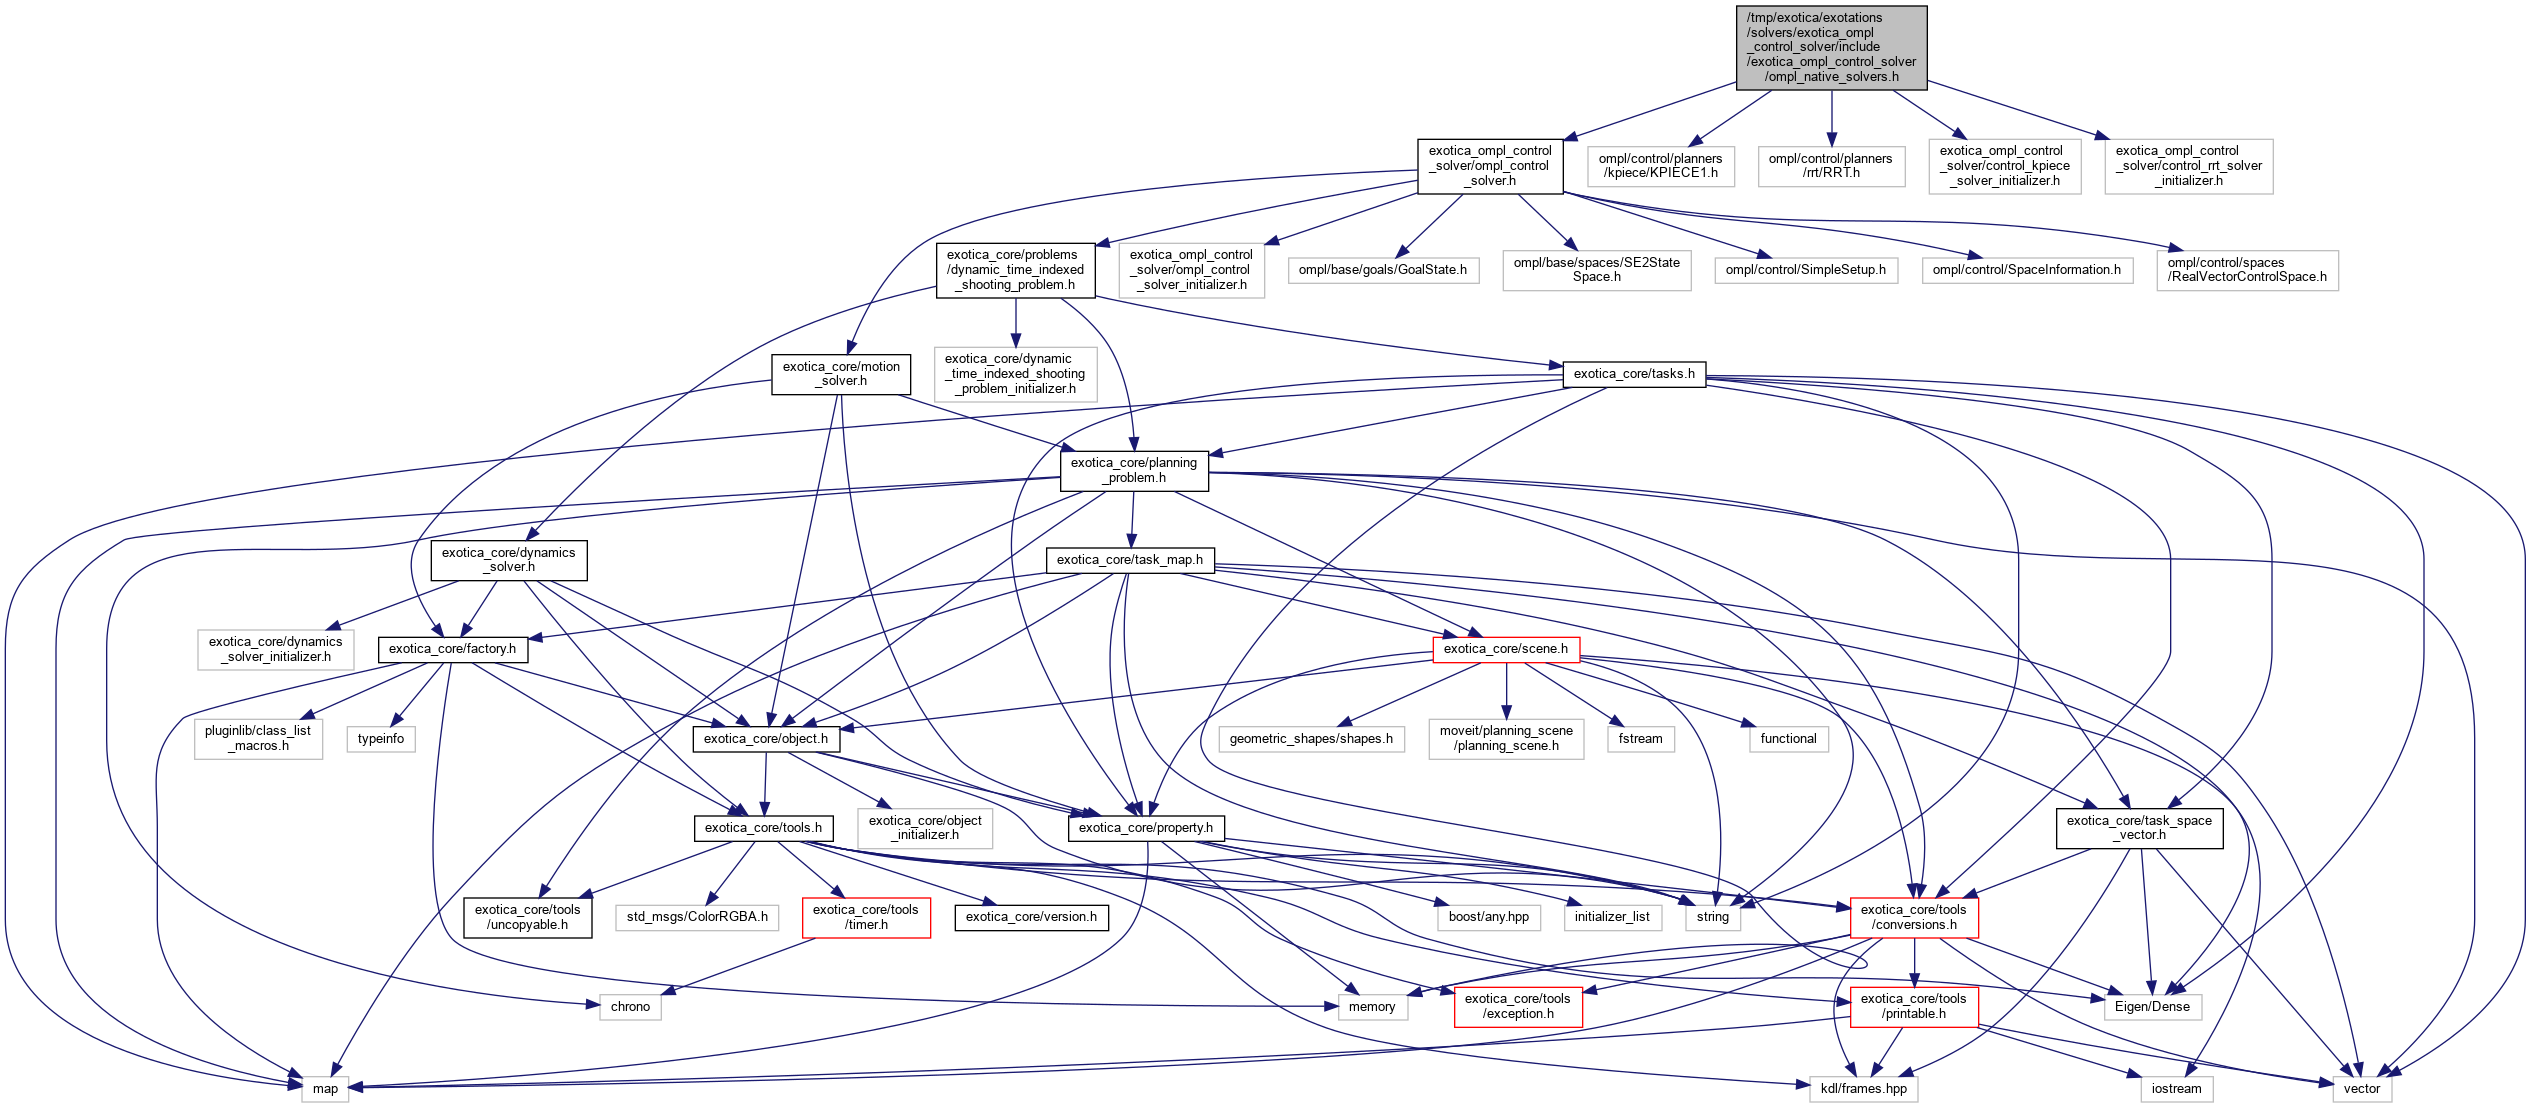 /tmp/exotica/exotations
/solvers/exotica_ompl
_control_solver/include
/exotica_ompl_control_solver
/ompl_native_solvers.h
exotica_ompl_control
_solver/ompl_control
_solver.h
ompl/control/planners
/kpiece/KPIECE1.h
ompl/control/planners
/rrt/RRT.h
exotica_ompl_control
_solver/control_kpiece
_solver_initializer.h
exotica_ompl_control
_solver/control_rrt_solver
_initializer.h
exotica_core/problems
/dynamic_time_indexed
_shooting_problem.h
exotica_ompl_control
_solver/ompl_control
_solver_initializer.h
ompl/base/goals/GoalState.h
ompl/base/spaces/SE2State
Space.h
ompl/control/SimpleSetup.h
ompl/control/SpaceInformation.h
ompl/control/spaces
/RealVectorControlSpace.h
exotica_core/motion
_solver.h
exotica_core/dynamic
_time_indexed_shooting
_problem_initializer.h
exotica_core/tasks.h
exotica_core/planning
_problem.h
exotica_core/dynamics
_solver.h
exotica_core/task_map.h
exotica_core/dynamics
_solver_initializer.h
exotica_core/factory.h
exotica_core/scene.h
pluginlib/class_list
_macros.h
typeinfo
exotica_core/object.h
geometric_shapes/shapes.h
moveit/planning_scene
/planning_scene.h
fstream
functional
exotica_core/tools.h
exotica_core/object
_initializer.h
exotica_core/property.h
exotica_core/task_space
_vector.h
exotica_core/tools
/uncopyable.h
std_msgs/ColorRGBA.h
exotica_core/tools
/timer.h
exotica_core/version.h
boost/any.hpp
initializer_list
string
exotica_core/tools
/conversions.h
chrono
memory
exotica_core/tools
/exception.h
exotica_core/tools
/printable.h
Eigen/Dense
map
kdl/frames.hpp
iostream
vector